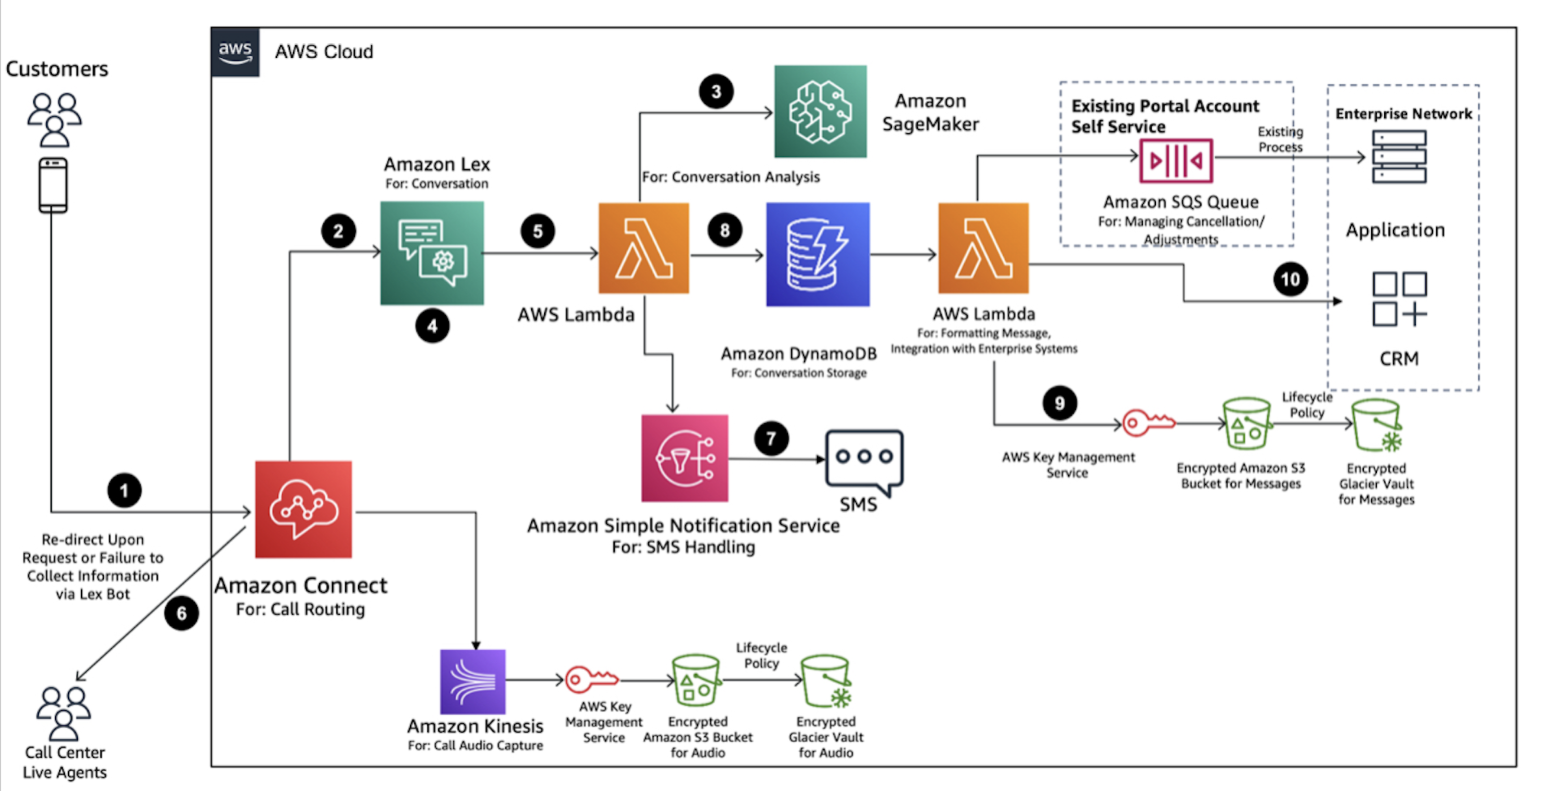 aws
AWS Cloud
Customers
1
Re-direct Upon
Request or Failure to
Collect Information
via Lex Bot
6
Call Center
Live Agents
Amazon Connect
For: Call Routing
2
Amazon Lex
For: Conversation
4
5
AWS Lambda
3
Amazon
SageMaker
For: Conversation Analysis
8
Amazon DynamoDB
For: Conversation Storage
Amazon Simple Notification Service
For: SMS Handling
7
SMS
AWS Lambda
For: Formatting Message,
Integration with Enterprise Systems
Existing Portal Account
Self Service
Amazon SQS Queue
For: Managing Cancellation/
Adjustments
Existing
Process
Enterprise Network
Application
10
CRM
9
AWS Key Management
Service
Encrypted Amazon S3
Bucket for Messages
Lifecycle
Policy
Encrypted
Glacier Vault
for Messages
Amazon Kinesis
For: Call Audio Capture
AWS Key
Management
Service
Encrypted
Amazon S3 Bucket
for Audio
Lifecycle
Policy
Encrypted
Glacier Vault
for Audio